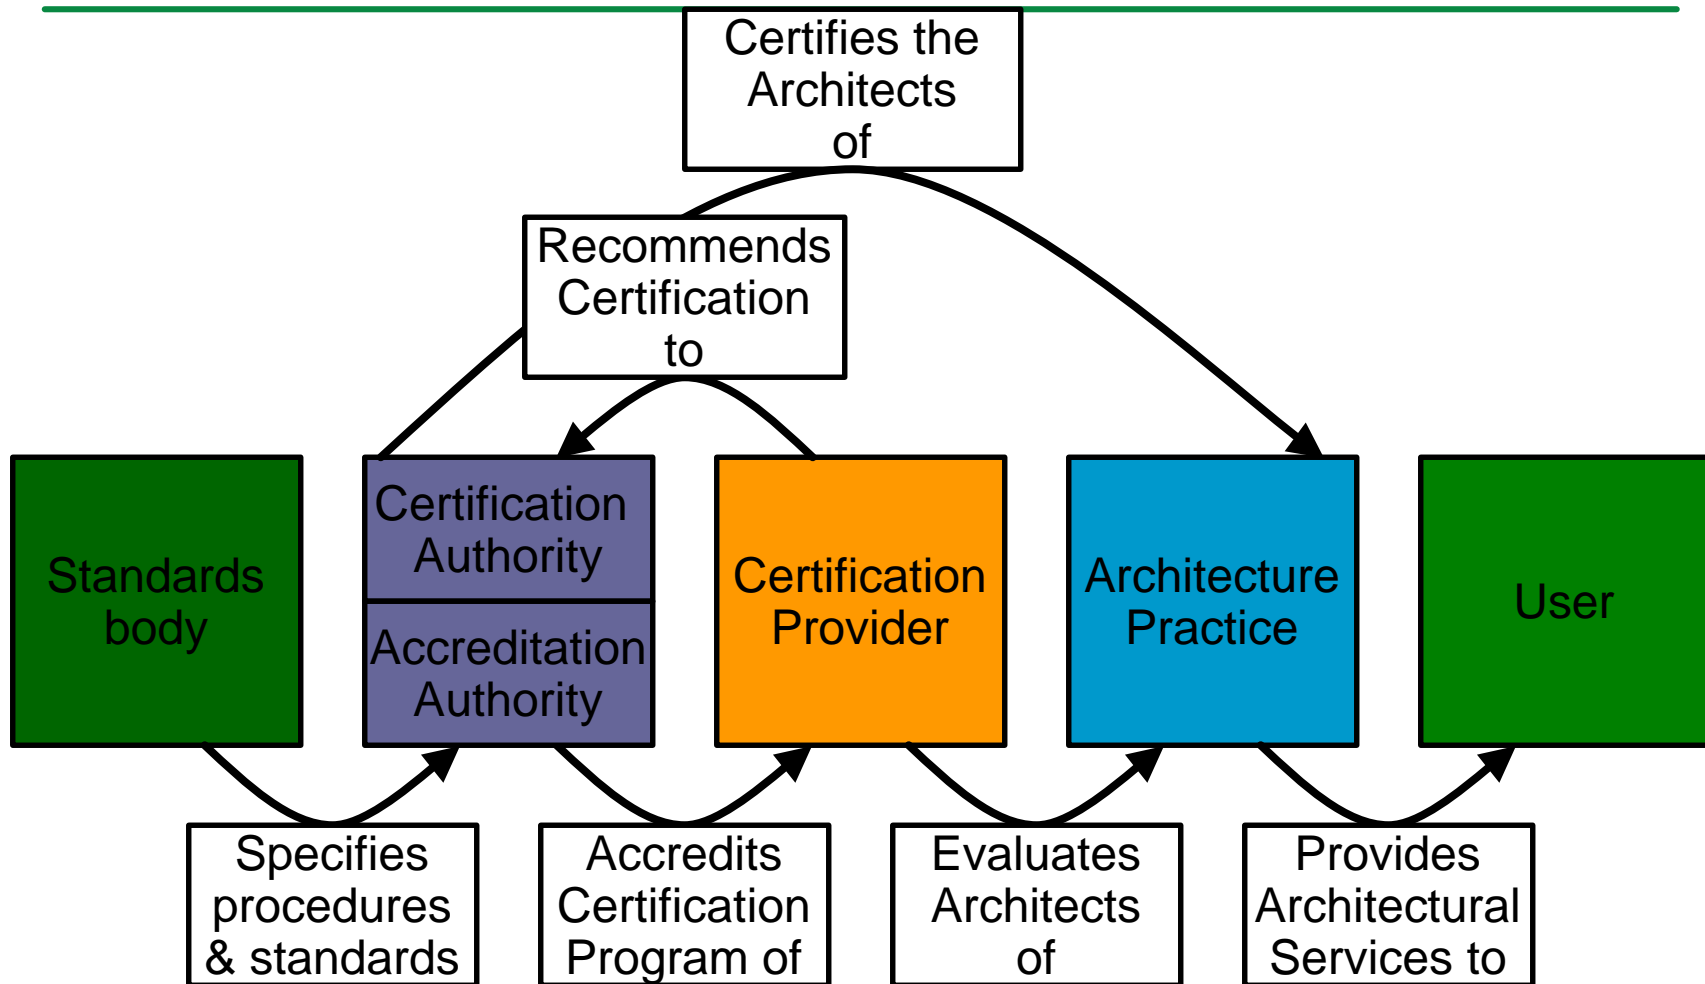 Certifies the
Architects
of
Recommends
Certification
to
Standards
body
Certification
Authority
Accreditation
Authority
Certification
Provider
Architecture
Practice
User
Specifies
procedures
& standards
Accredits
Certification
Program of
Evaluates
Architects
of
Provides
Architectural
Services to